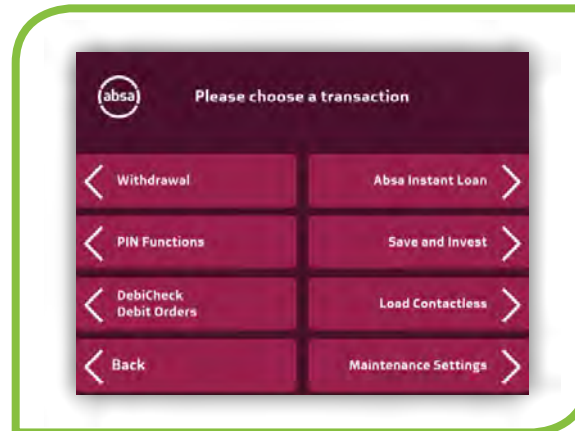 (absa)
Please choose a transaction
Withdrawal
Absa Instant Loan
PIN Functions
Save and Invest
DebiCheck
Debit Orders
Load Contactless
Back
Maintenance Settings